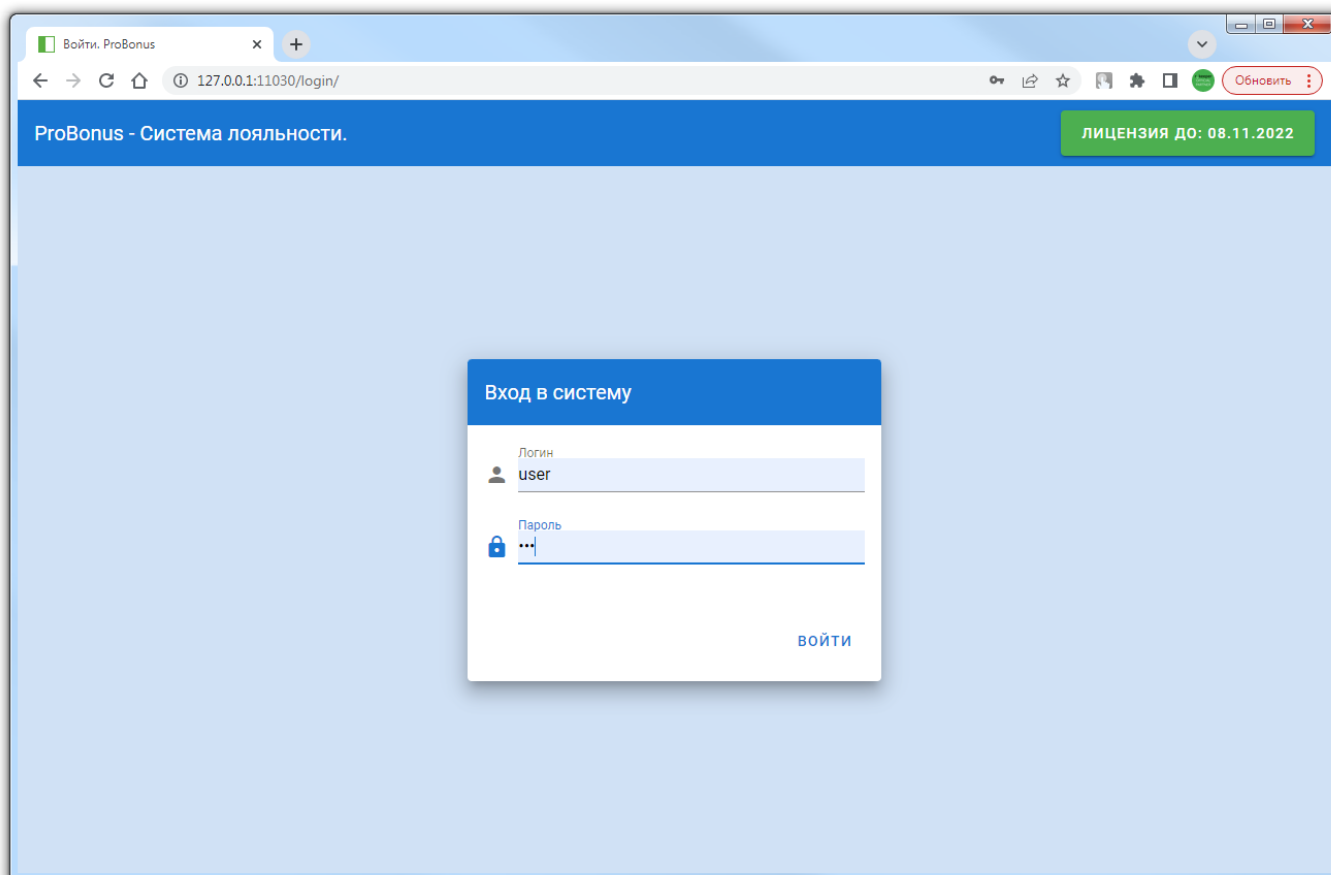 Войти. ProBonus
127.0.0.1:11030/login/
Обновить
ProBonus - Система лояльности.
ЛИЦЕНЗИЯ ДО: 08.11.2022
Вход в систему
Логин
user
Пароль
•••
ВОЙТИ